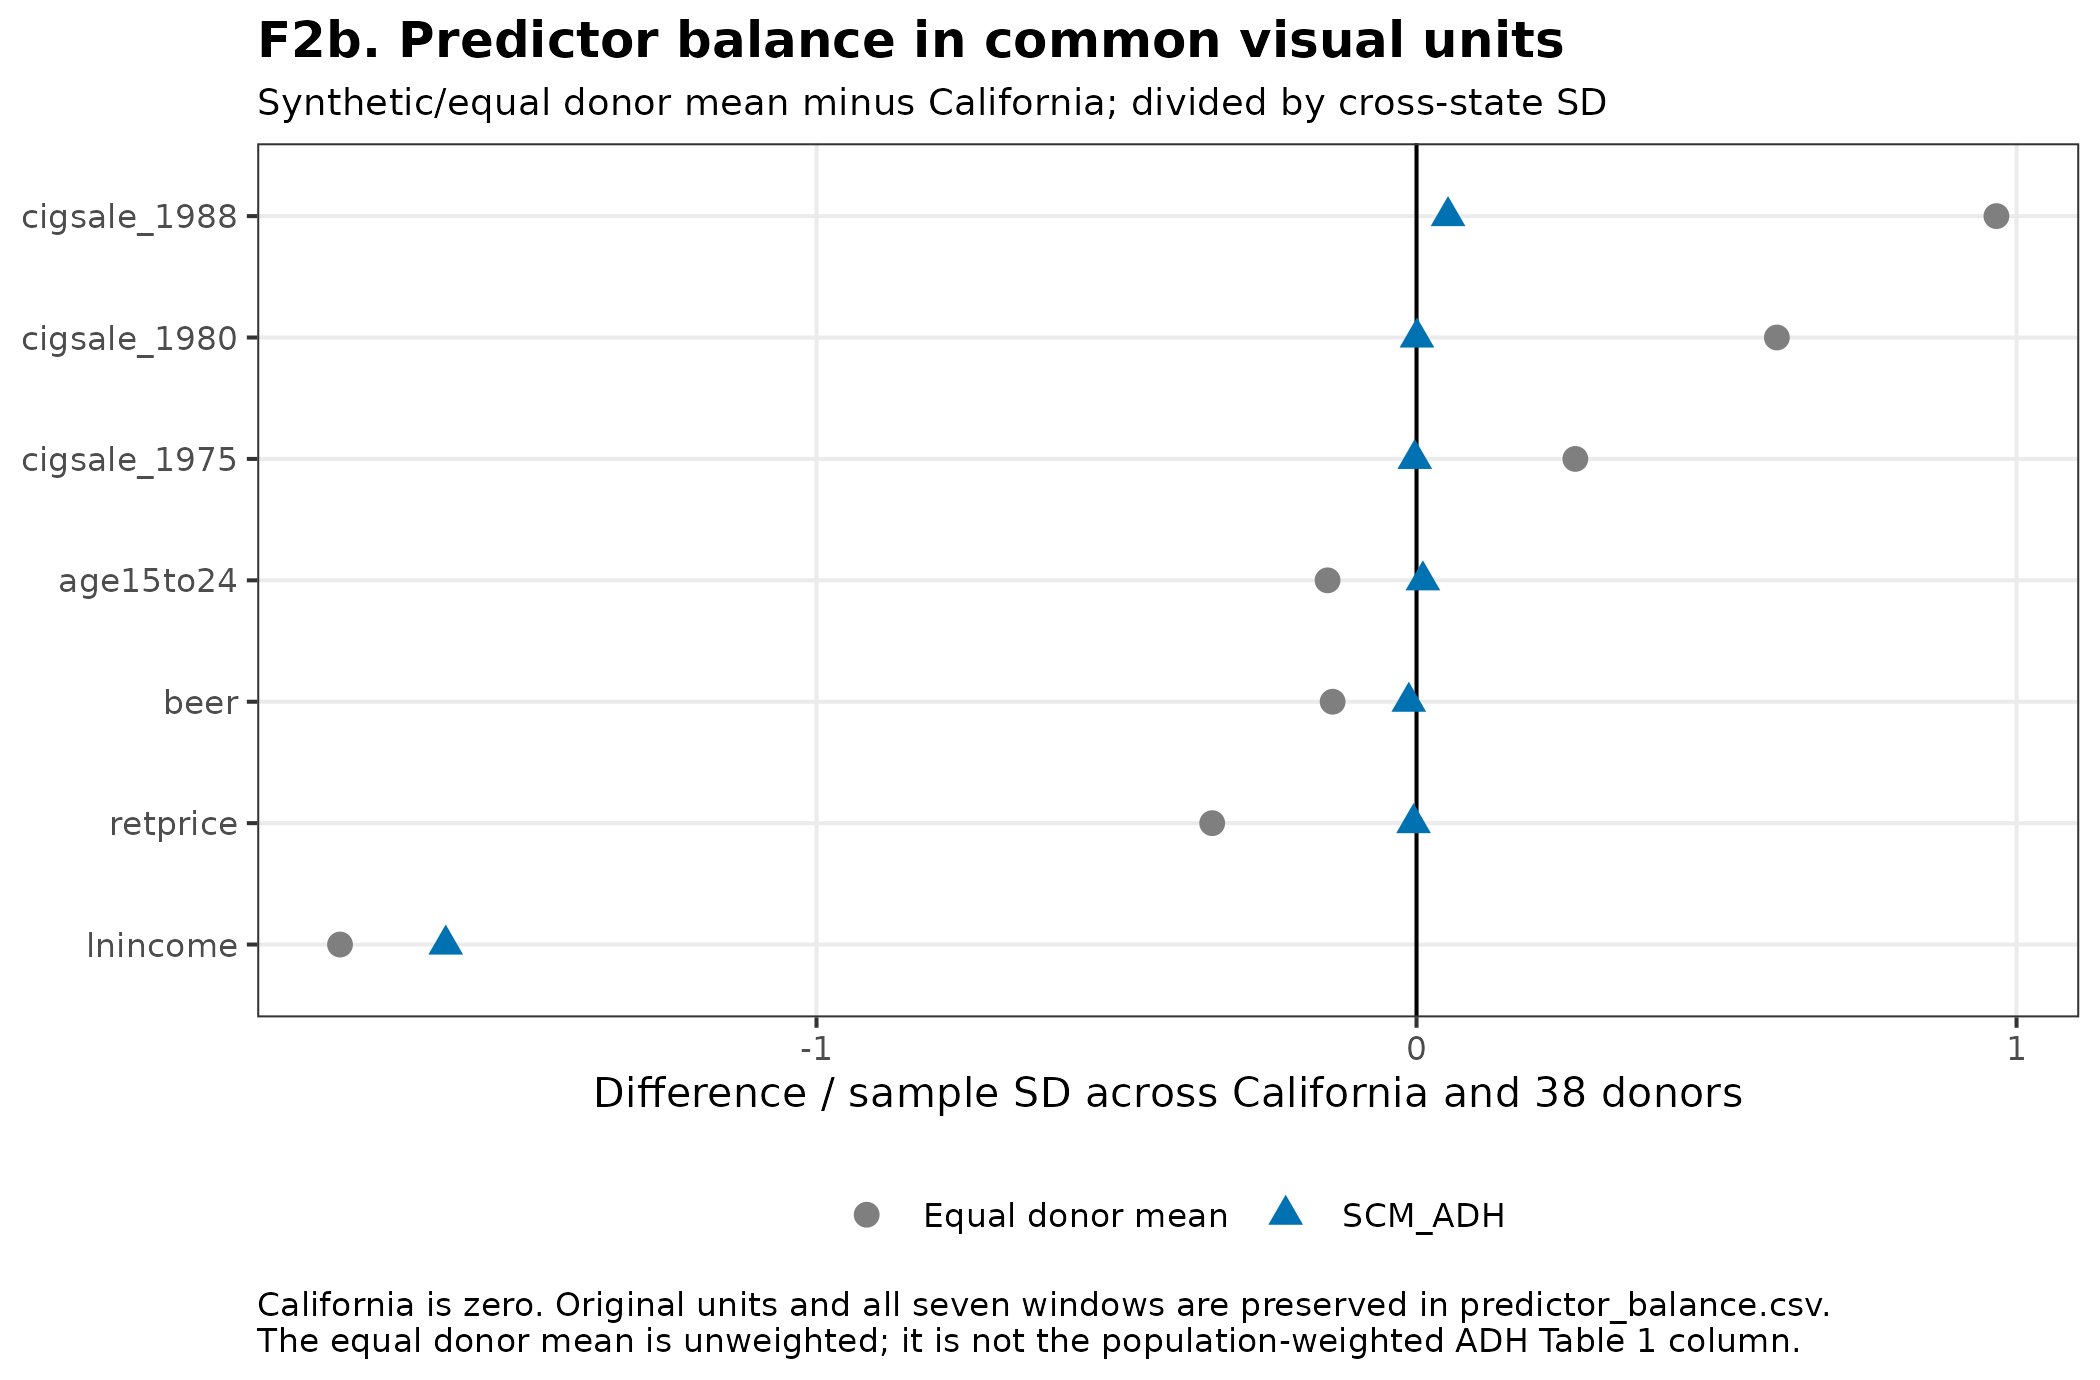 F2b. Predictor balance in common visual units
Synthetic/equal donor mean minus California; divided by cross-state SD
cigsale_1988
cigsale_1980
cigsale_1975
age15to24
beer
retprice
lnincome
-1 0 1
Difference / sample SD across California and 38 donors
Equal donor mean SCM_ADH
California is zero. Original units and all seven windows are preserved in predictor_balance.csv.
The equal donor mean is unweighted; it is not the population-weighted ADH Table 1 column.